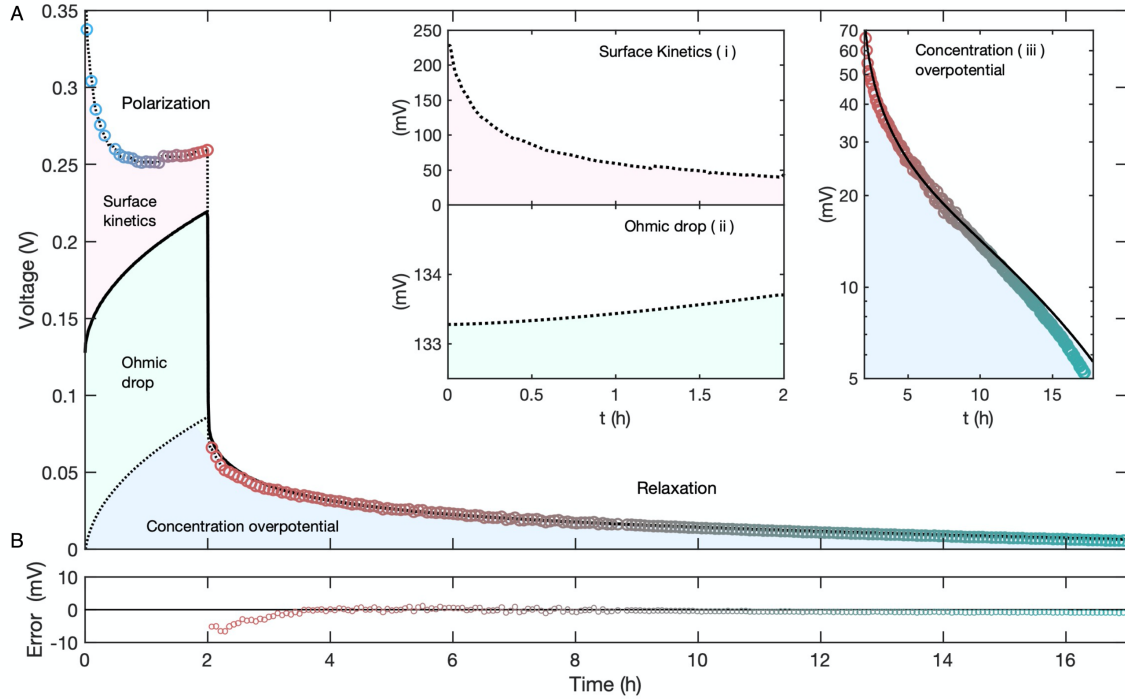 A
0.35
0.3
0.25
0.2
0.15
0.1
0.05
0
Voltage (V)
Polarization
Surface
kinetics
Ohmic
drop
Concentration overpotential
Relaxation
250
200
150
100
50
0
(mV)
Surface Kinetics ( i )
134
133
(mV)
Ohmic drop ( ii )
0 0.5 1 1.5 2
t (h)
70
60
50
40
30
20
10
5
(mV)
Concentration ( iii )
overpotential
5 10 15
t (h)
B
10
0
-10
Error (mV)
0 2 4 6 8 10 12 14 16
Time (h)